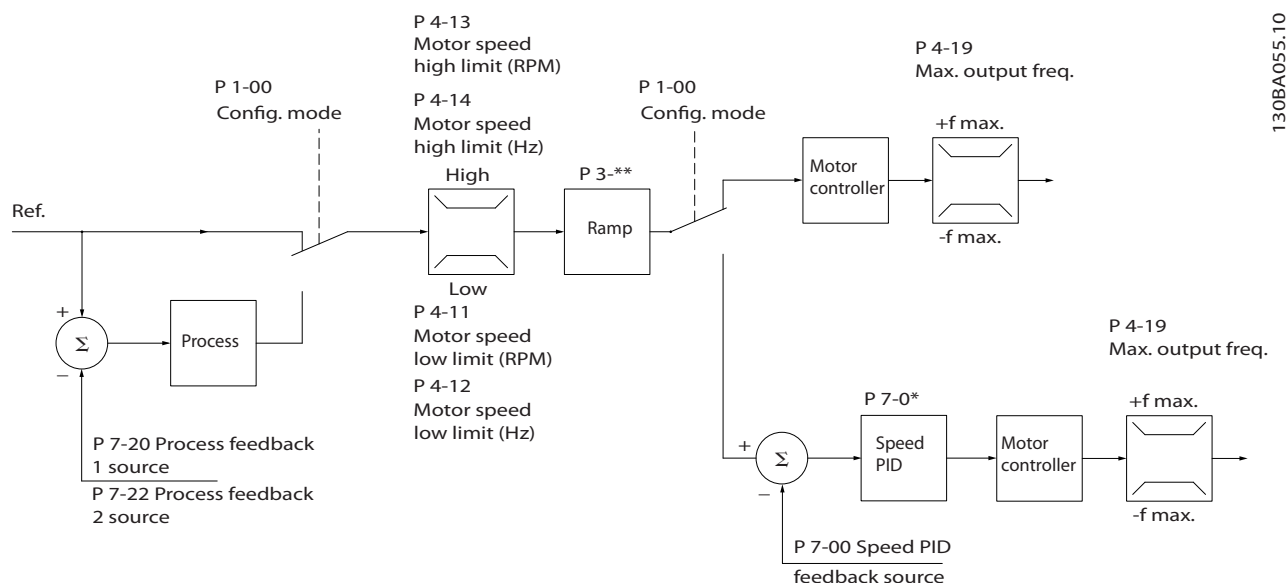 130BA055.10
P 4-13
Motor speed
high limit (RPM)
P 4-14
Motor speed
high limit (Hz)
P 1-00
Config. mode
P 1-00
Config. mode
P 4-19
Max. output freq.
+f max.
Motor
controller
-f max.
High
P 3-**
Ramp
Low
Ref.
P 4-11
Motor speed
low limit (RPM)
P 4-12
Motor speed
low limit (Hz)
+
Σ
−
Process
P 7-20 Process feedback
1 source
P 7-22 Process feedback
2 source
P 4-19
Max. output freq.
+f max.
P 7-0*
+
Σ
−
Speed
PID
Motor
controller
-f max.
P 7-00 Speed PID
feedback source